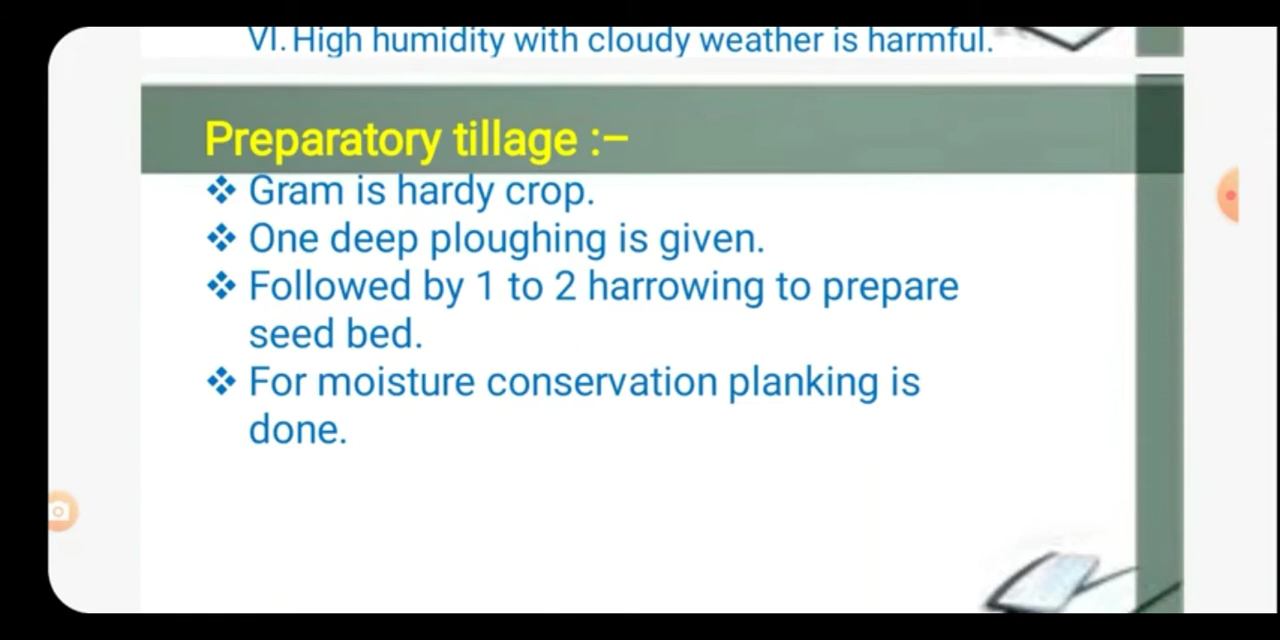 VI. High humidity with cloudy weather is harmful.
Preparatory tillage :–
❖ Gram is hardy crop.
❖ One deep ploughing is given.
❖ Followed by 1 to 2 harrowing to prepare
seed bed.
❖ For moisture conservation planking is
done.